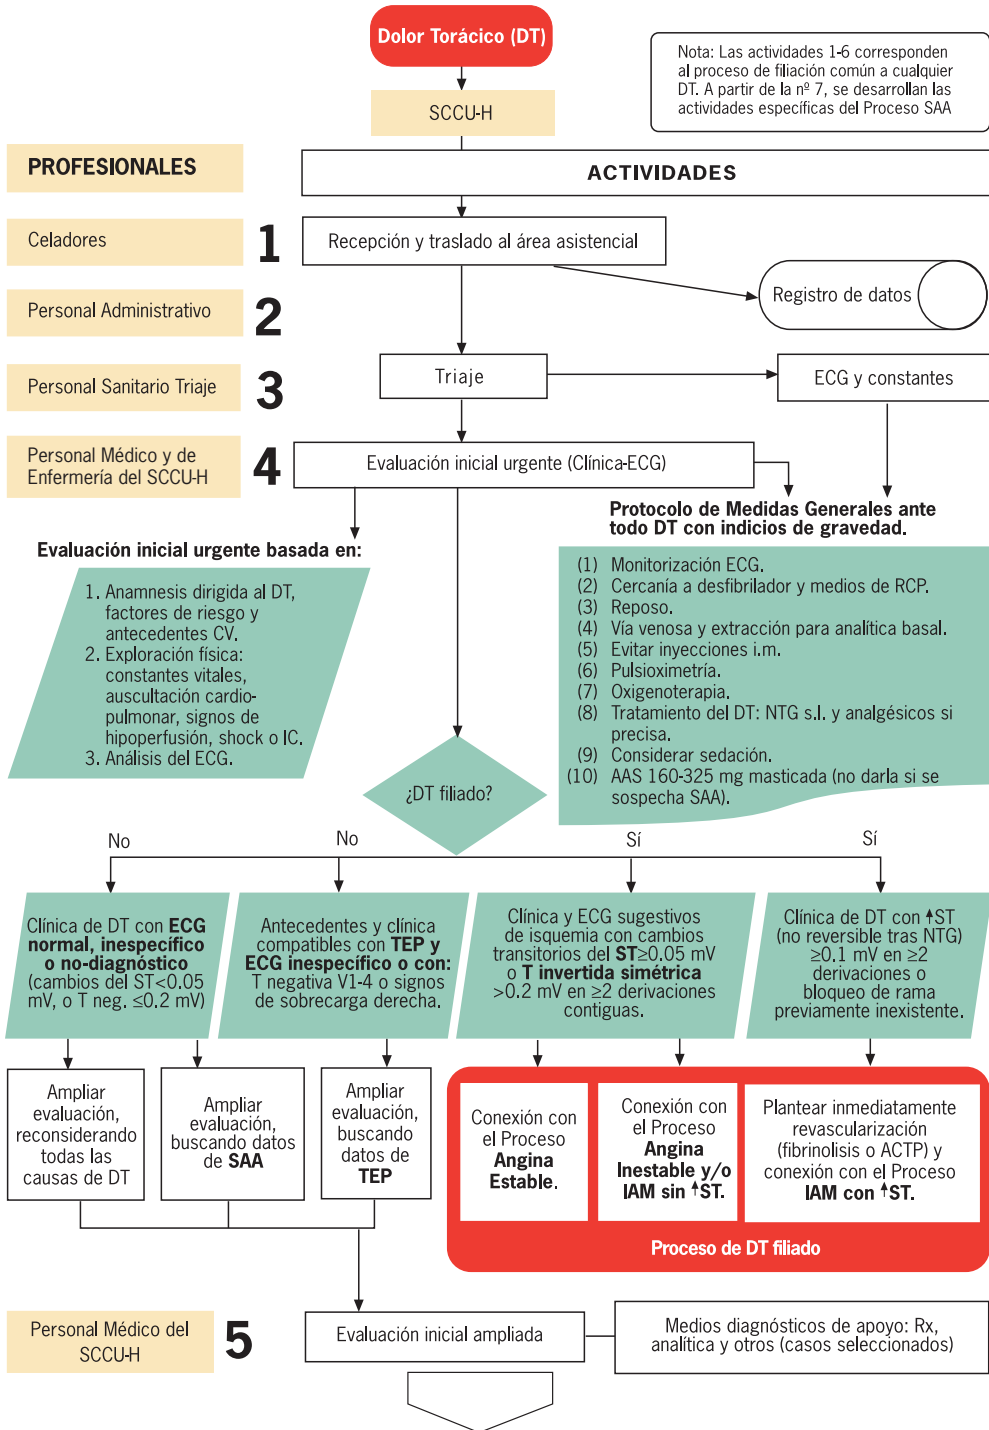 Dolor Torácico (DT)
Nota: Las actividades 1-6 corresponden
al proceso de filiación común a cualquier
DT. A partir de la nº 7, se desarrollan las
actividades específicas del Proceso SAA
SCCU-H
PROFESIONALES
ACTIVIDADES
Celadores
1
Recepción y traslado al área asistencial
Registro de datos
Personal Administrativo
2
Personal Sanitario Triaje
3
Triaje
ECG y constantes
Personal Médico y de
Enfermería del SCCU-H
4
Evaluación inicial urgente (Clínica-ECG)
Evaluación inicial urgente basada en:
1. Anamnesis dirigida al DT,
factores de riesgo y
antecedentes CV.
2. Exploración física:
constantes vitales,
auscultación cardio-
pulmonar, signos de
hipoperfusión, shock o IC.
3. Análisis del ECG.
Protocolo de Medidas Generales ante
todo DT con indicios de gravedad.
(1) Monitorización ECG.
(2) Cercanía a desfibrilador y medios de RCP.
(3) Reposo.
(4) Vía venosa y extracción para analítica basal.
(5) Evitar inyecciones i.m.
(6) Pulsioximetría.
(7) Oxigenoterapia.
(8) Tratamiento del DT: NTG s.l. y analgésicos si
precisa.
(9) Considerar sedación.
(10) AAS 160-325 mg masticada (no darla si se
sospecha SAA).
¿DT filiado?
No
No
Sí
Sí
Clínica de DT con ECG
normal, inespecífico
o no-diagnóstico
(cambios del ST<0.05
mV, o T neg. ≤0.2 mV)
Antecedentes y clínica
compatibles con TEP y
ECG inespecífico o con:
T negativa V1-4 o signos
de sobrecarga derecha.
Clínica y ECG sugestivos
de isquemia con cambios
transitorios del ST≥0.05 mV
o T invertida simétrica
>0.2 mV en ≥2 derivaciones
contiguas.
Clínica de DT con ↑ST
(no reversible tras NTG)
≥0.1 mV en ≥2
derivaciones o
bloqueo de rama
previamente inexistente.
Ampliar
evaluación,
reconsiderando
todas las
causas de DT
Ampliar
evaluación,
buscando datos
de SAA
Ampliar
evaluación,
buscando
datos de
TEP
Conexión con
el Proceso
Angina
Estable.
Conexión con
el Proceso
Angina
Inestable y/o
IAM sin ↑ST.
Plantear inmediatamente
revascularización
(fibrinolisis o ACTP) y
conexión con el Proceso
IAM con ↑ST.
Proceso de DT filiado
Personal Médico del
SCCU-H
5
Evaluación inicial ampliada
Medios diagnósticos de apoyo: Rx,
analítica y otros (casos seleccionados)